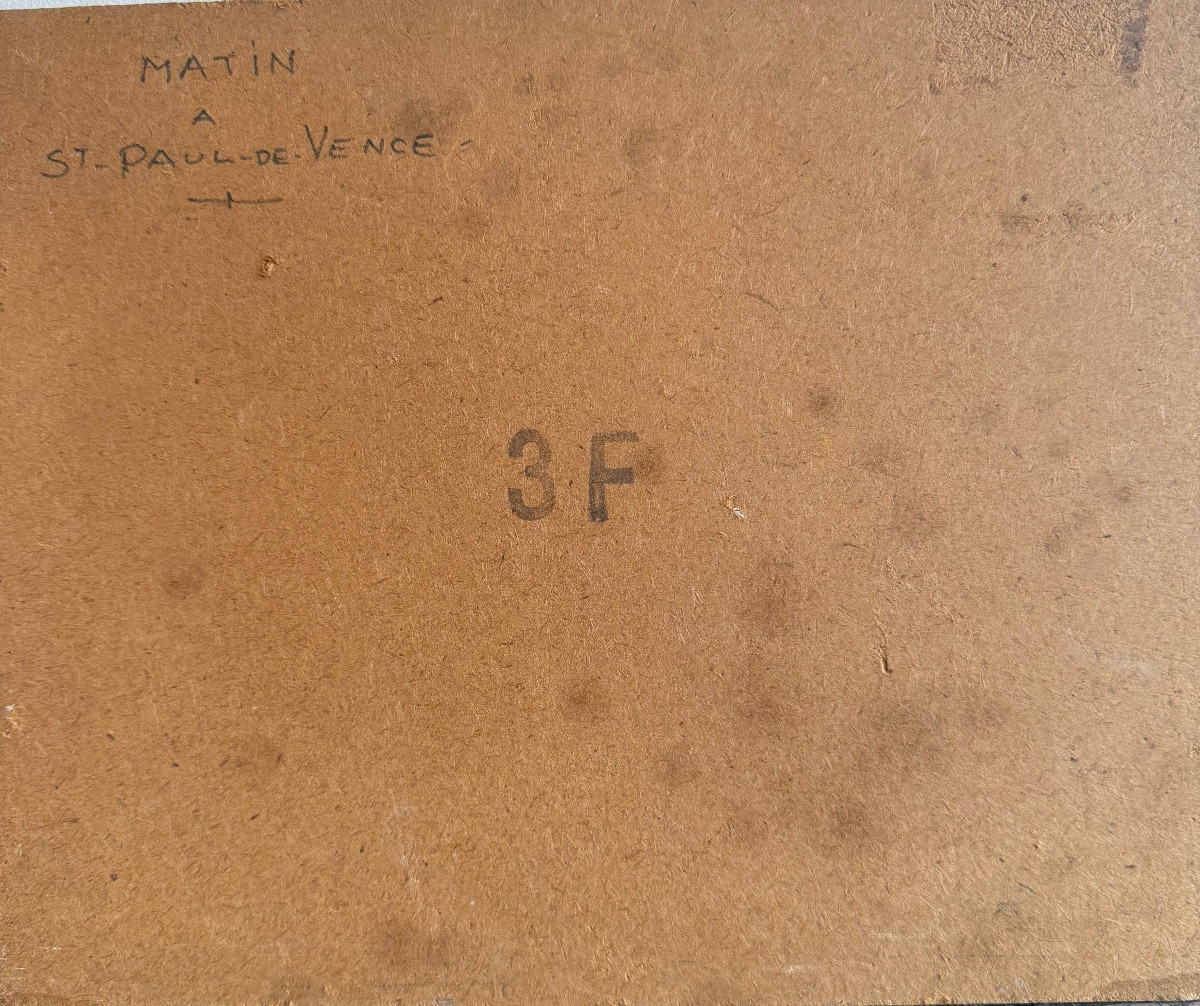 MATIN
A
ST-PAUL-DE-VENCE-
3F